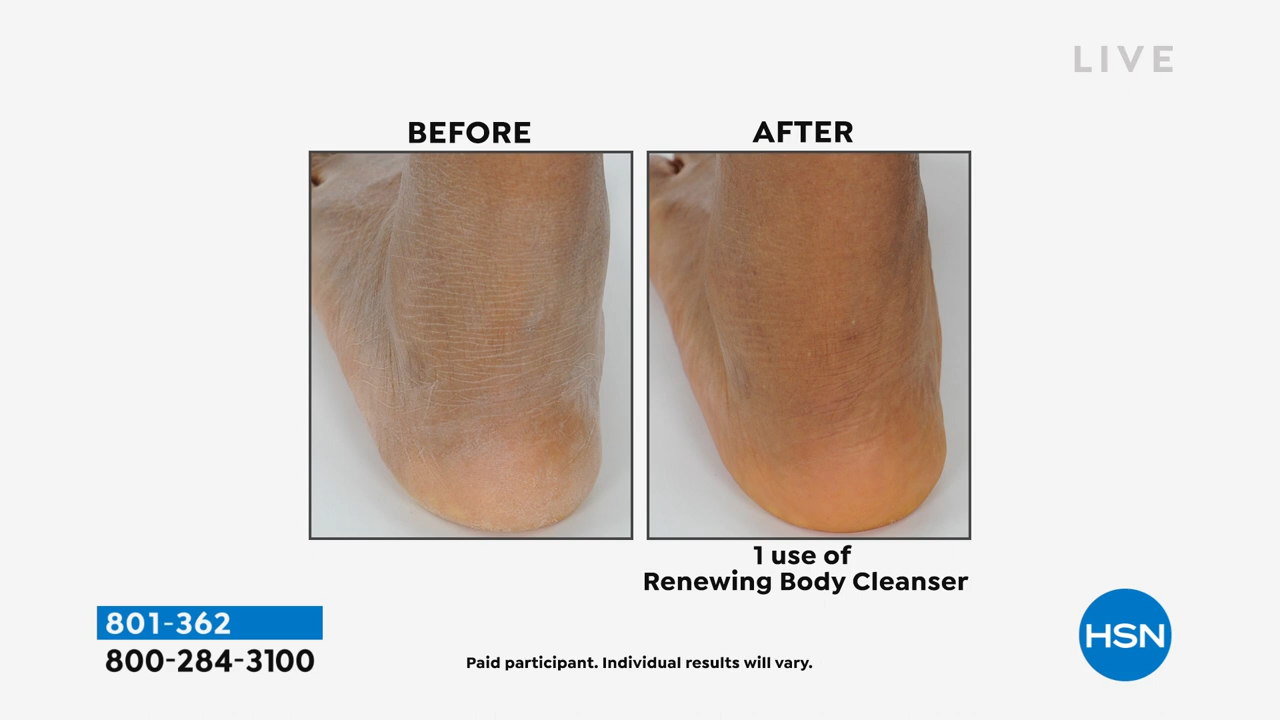 LIVE
BEFORE
AFTER
1 use of
Renewing Body Cleanser
801-362
800-284-3100
Paid participant. Individual results will vary.
HSN